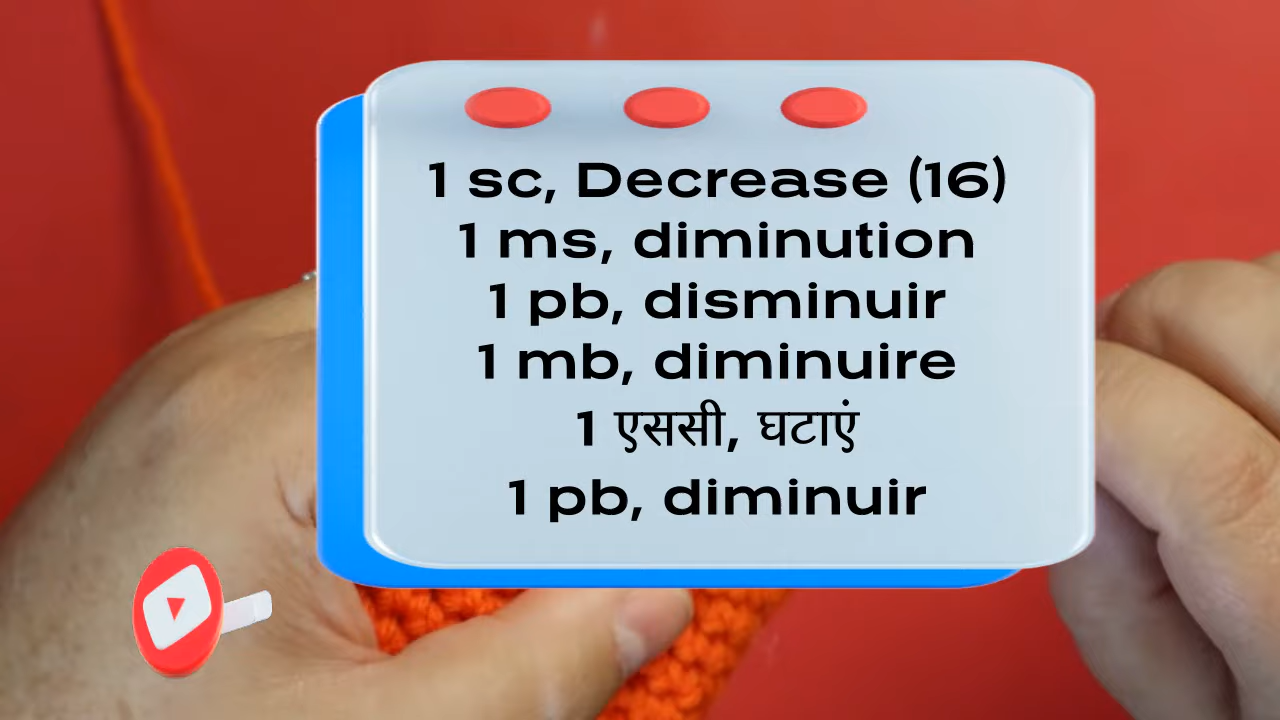 1 sc, Decrease (16)
1 ms, diminution
1 pb, disminuir
1 mb, diminuire
1 एससी, घटाएं
1 pb, diminuir